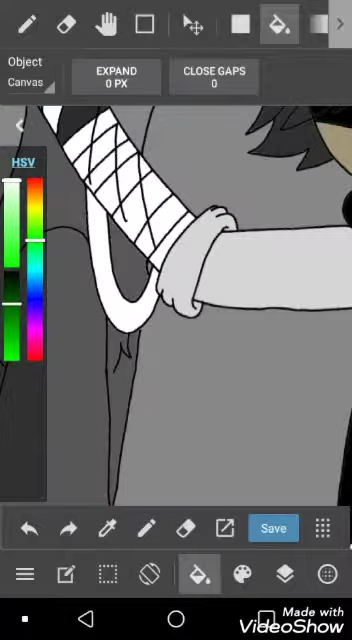 Object
Canvas
EXPAND
0 PX
CLOSE GAPS
0
HSV
Save
Made with
VideoShow